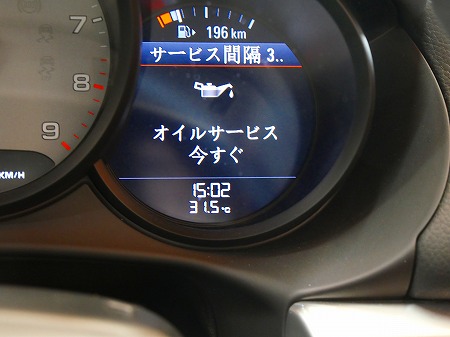 7
8
9
KM/H
196 km
サービス間隔 3..
オイルサービス
今すぐ
15:02
31.5 °C